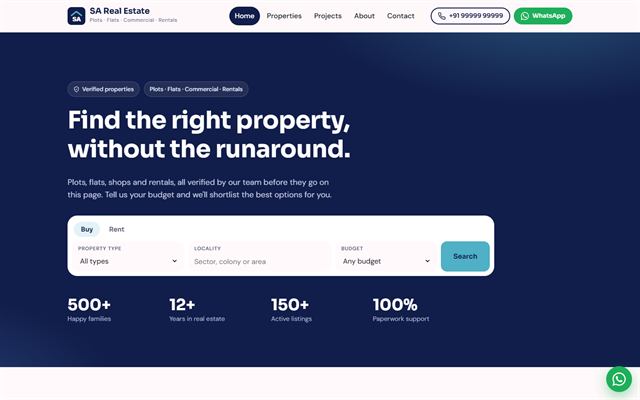 SA
SA Real Estate
Plots · Flats · Commercial · Rentals
Home
Properties
Projects
About
Contact
+91 99999 99999
WhatsApp
Verified properties
Plots · Flats · Commercial · Rentals
Find the right property,
without the runaround.
Plots, flats, shops and rentals, all verified by our team before they go on
this page. Tell us your budget and we'll shortlist the best options for you.
Buy
Rent
PROPERTY TYPE
All types
LOCALITY
Sector, colony or area
BUDGET
Any budget
Search
500+
Happy families
12+
Years in real estate
150+
Active listings
100%
Paperwork support